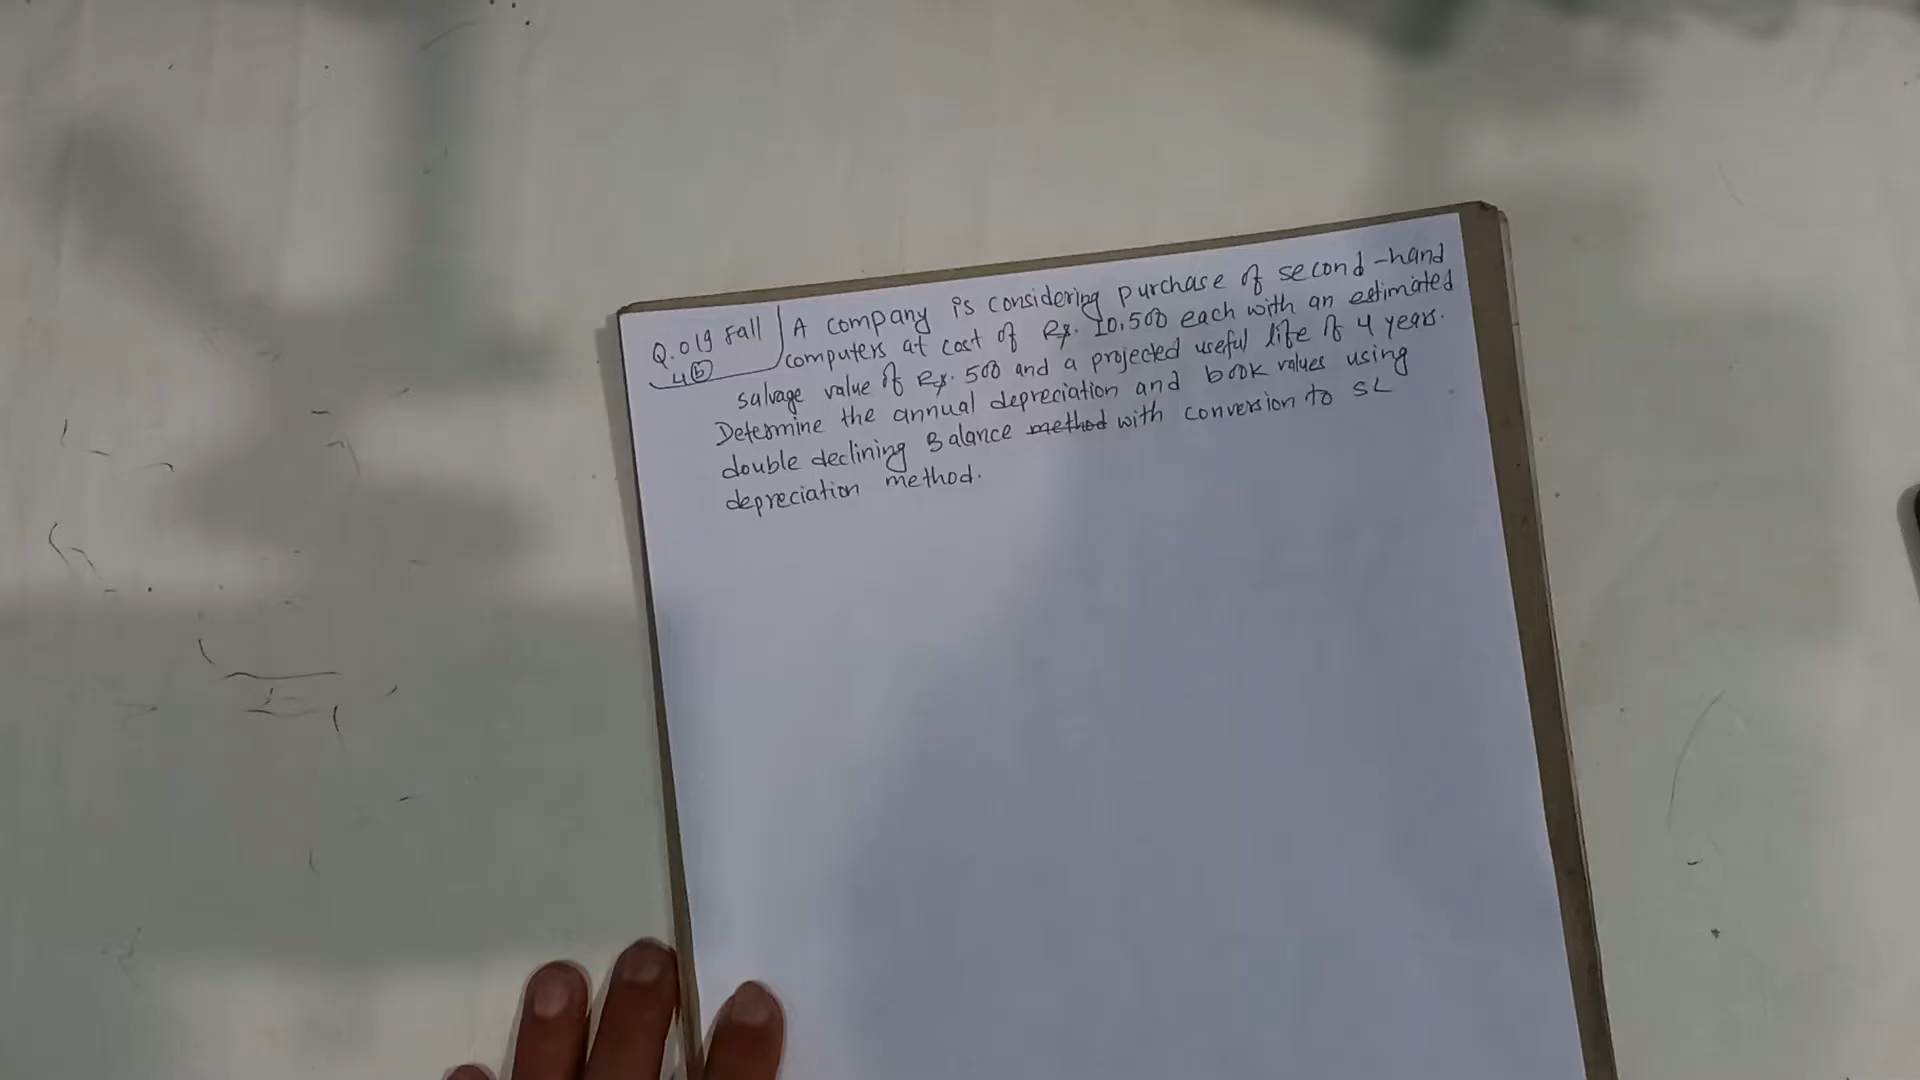 Q.019 Fall
4(b)
A company is considering purchase of second-hand
computers at cost of Rs. 10,500 each with an estimated
salvage value of Rs. 500 and a projected useful life of 4 years.
Determine the annual depreciation and book values using
double declining Balance method with conversion to SL
depreciation method.